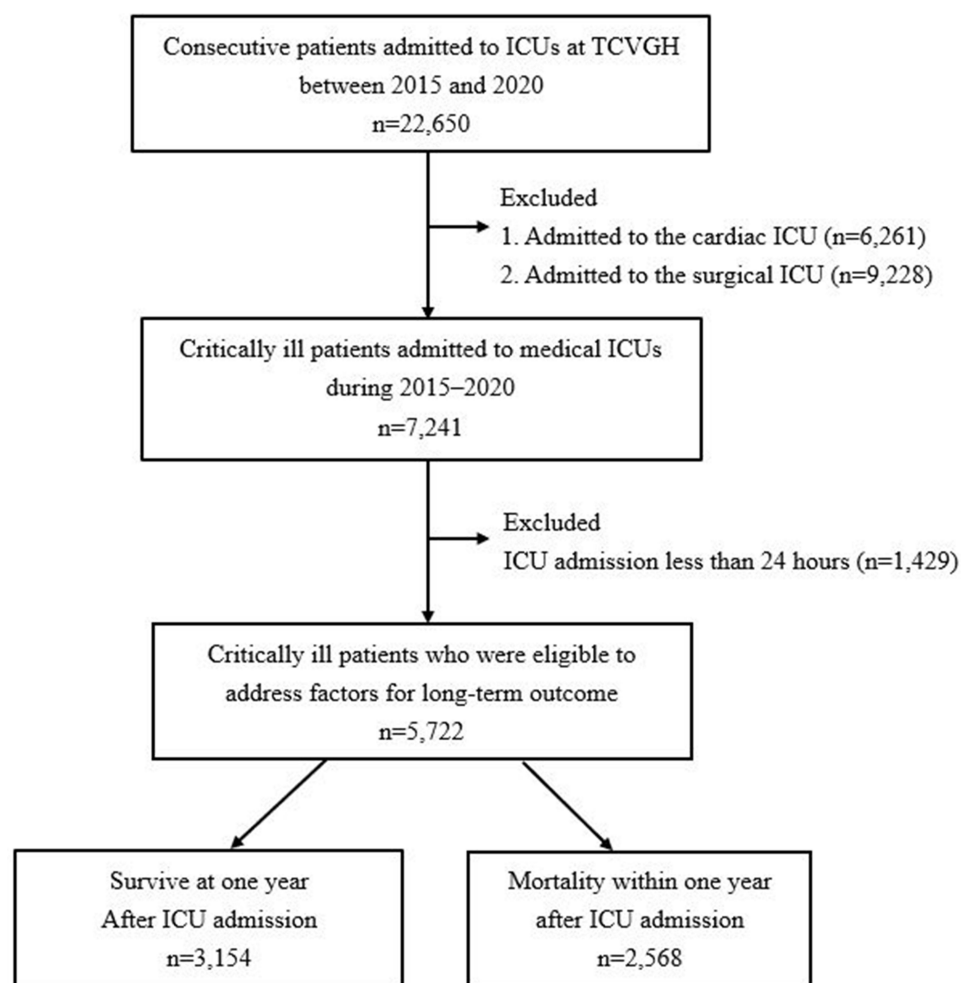 Consecutive patients admitted to ICUs at TCVGH
between 2015 and 2020
n=22,650
Excluded
1. Admitted to the cardiac ICU (n=6,261)
2. Admitted to the surgical ICU (n=9,228)
Critically ill patients admitted to medical ICUs
during 2015–2020
n=7,241
Excluded
ICU admission less than 24 hours (n=1,429)
Critically ill patients who were eligible to
address factors for long-term outcome
n=5,722
Survive at one year
After ICU admission
n=3,154
Mortality within one year
after ICU admission
n=2,568